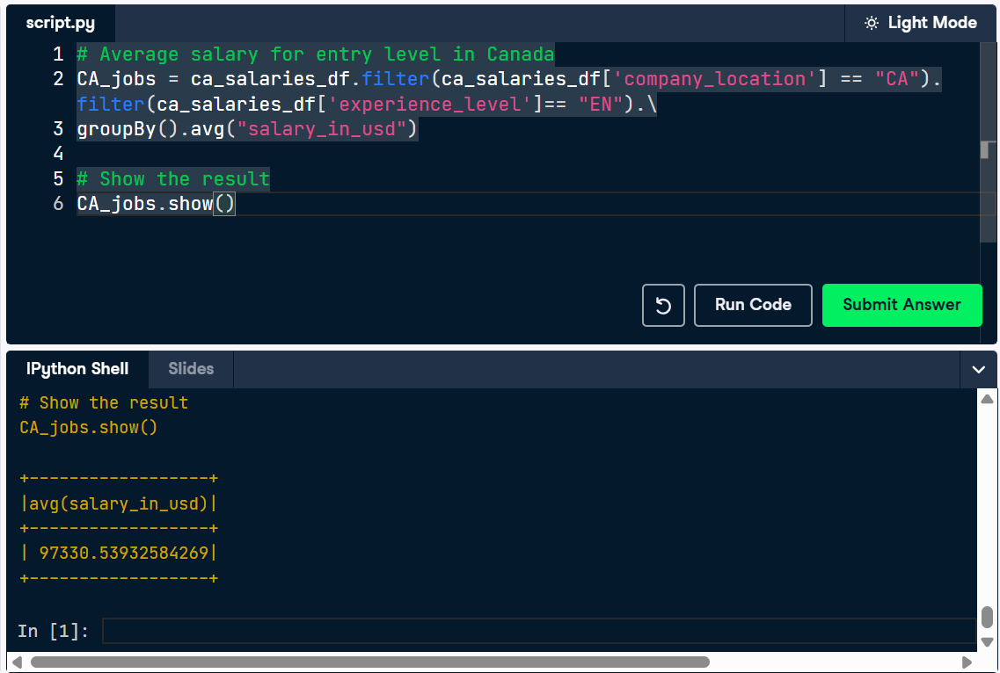 script.py
Light Mode
1 # Average salary for entry level in Canada
2 CA_jobs = ca_salaries_df.filter(ca_salaries_df['company_location'] == "CA").
filter(ca_salaries_df['experience_level']== "EN").\
3 groupBy().avg("salary_in_usd")
4
5 # Show the result
6 CA_jobs.show()
Run Code
Submit Answer
IPython Shell
Slides
# Show the result
CA_jobs.show()
+------------------+
|avg(salary_in_usd)|
+------------------+
| 97330.53932584269|
+------------------+
In [1]: